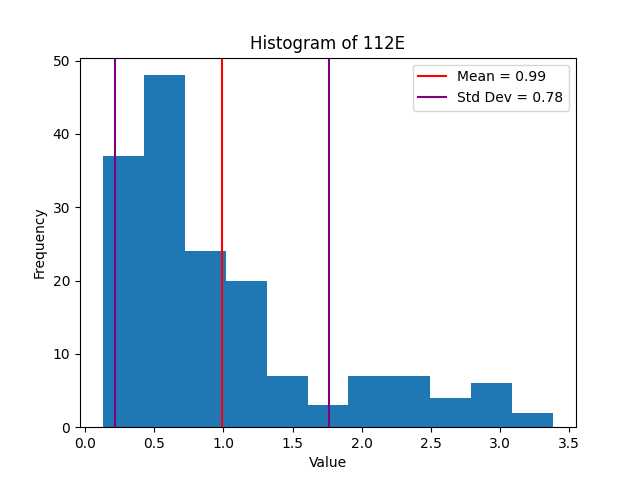 Histogram of 112E
Mean = 0.99
Std Dev = 0.78
50
40
30
20
10
0
Frequency
0.0 0.5 1.0 1.5 2.0 2.5 3.0 3.5
Value